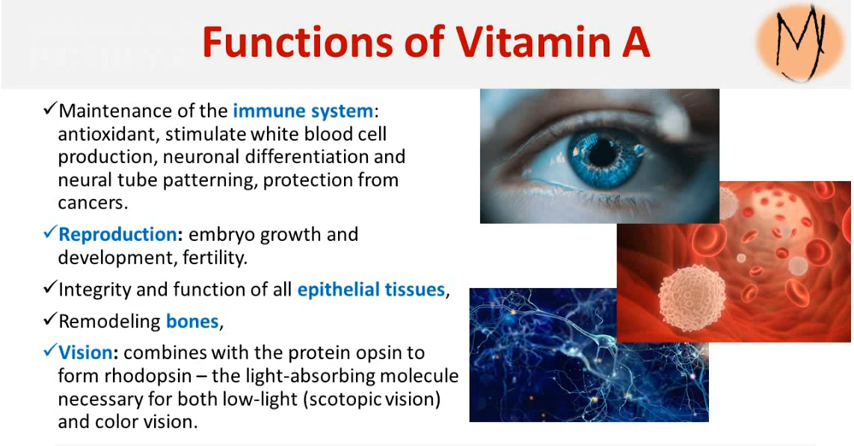 Functions of Vitamin A
MJ
✓Maintenance of the immune system:
antioxidant, stimulate white blood cell
production, neuronal differentiation and
neural tube patterning, protection from
cancers.
✓Reproduction: embryo growth and
development, fertility.
✓Integrity and function of all epithelial tissues,
✓Remodeling bones,
✓Vision: combines with the protein opsin to
form rhodopsin – the light-absorbing molecule
necessary for both low-light (scotopic vision)
and color vision.